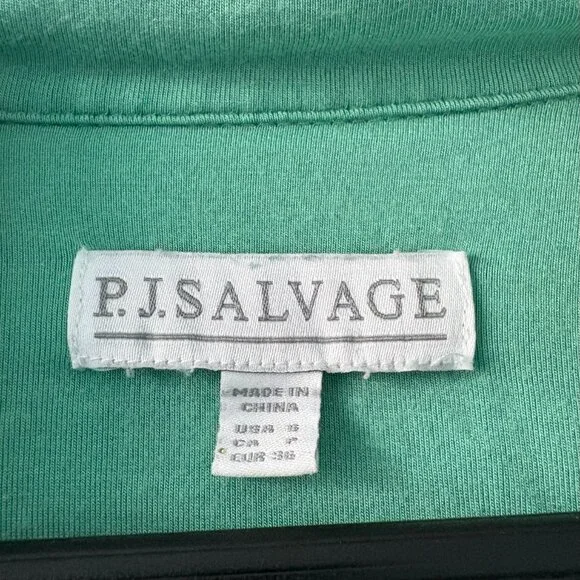 P.J.SALVAGE
MADE IN
CHINA
USA S
CA P
EUR 36